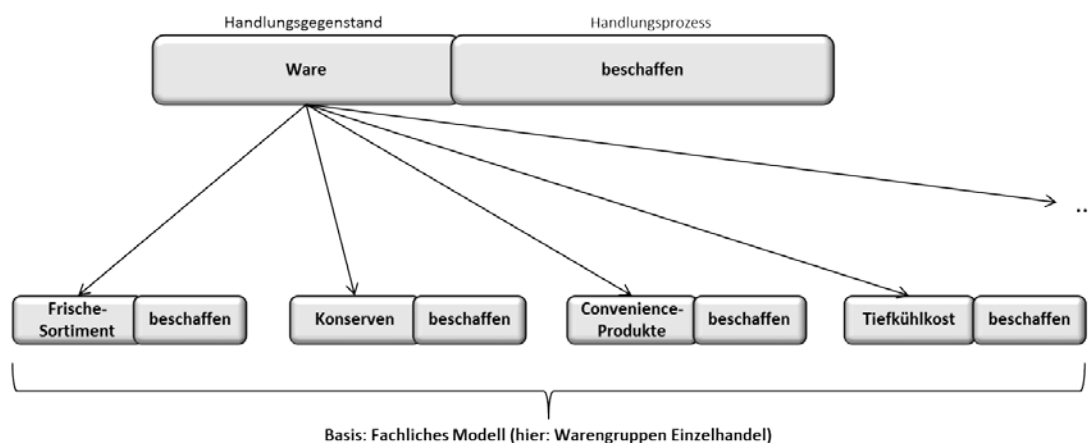 Handlungsgegenstand Handlungsprozess
Ware beschaffen
..
Frische-
Sortiment beschaffen Konserven beschaffen Convenience-
Produkte beschaffen Tiefkühlkost beschaffen
Basis: Fachliches Modell (hier: Warengruppen Einzelhandel)